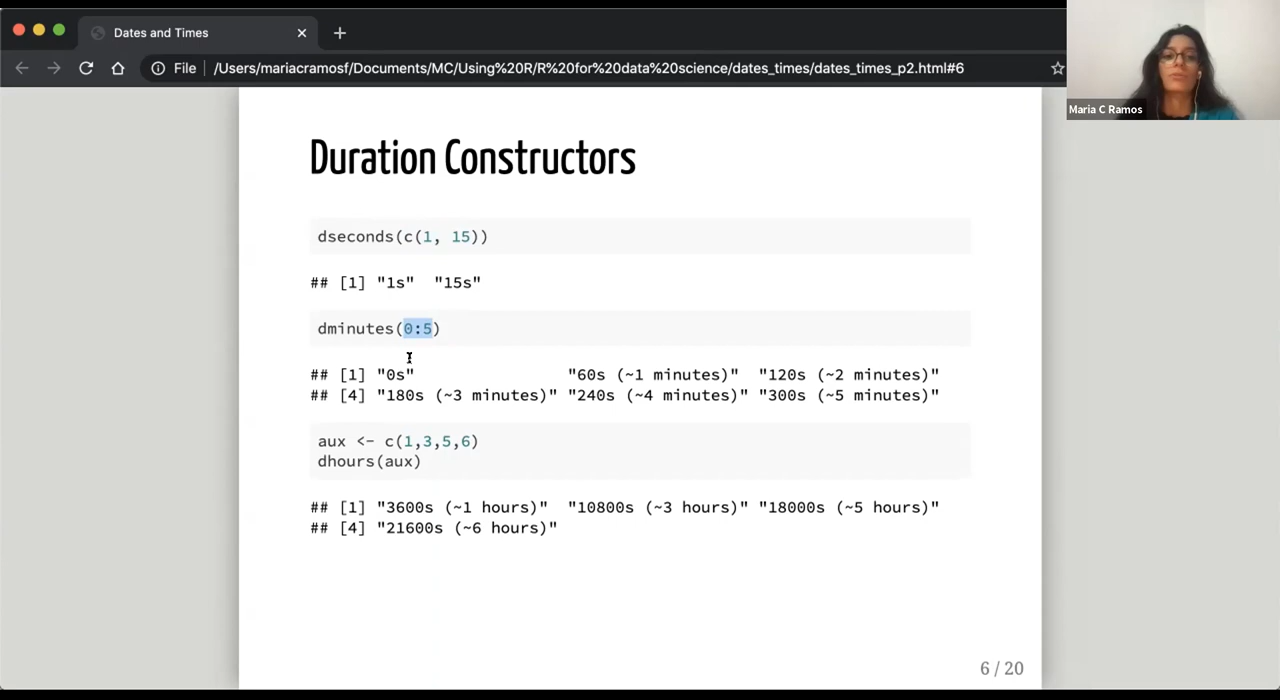 Dates and Times
File
/Users/mariacramosf/Documents/MC/Using%20R/R%20for%20data%20science/dates_times/dates_times_p2.html#6
Maria C Ramos
Duration Constructors
dseconds(c(1, 15))
## [1] "1s"  "15s"
dminutes(0:5)
## [1] "0s"                "60s (~1 minutes)"  "120s (~2 minutes)"
## [4] "180s (~3 minutes)" "240s (~4 minutes)" "300s (~5 minutes)"
aux <- c(1,3,5,6)
dhours(aux)
## [1] "3600s (~1 hours)"  "10800s (~3 hours)" "18000s (~5 hours)"
## [4] "21600s (~6 hours)"
6 / 20